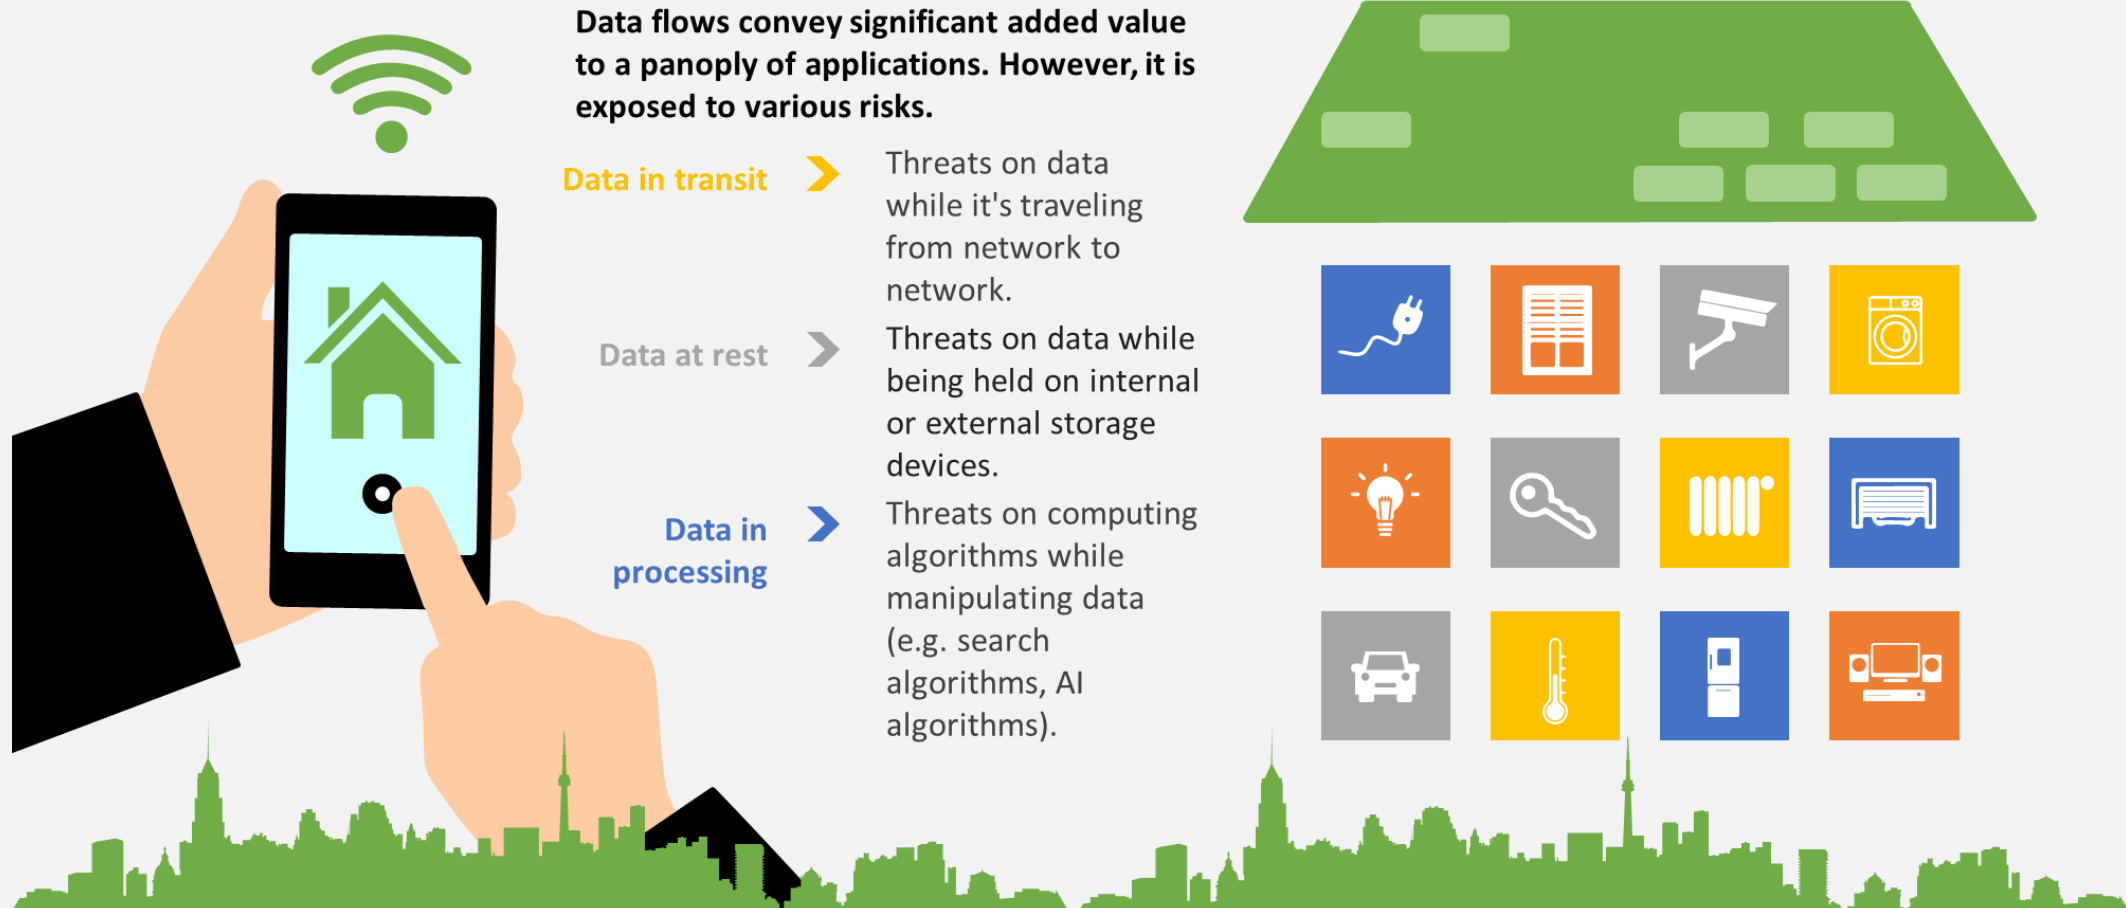 Data flows convey significant added value
to a panoply of applications. However, it is
exposed to various risks.
Data in transit
Threats on data
while it's traveling
from network to
network.
Data at rest
Threats on data while
being held on internal
or external storage
devices.
Data in
processing
Threats on computing
algorithms while
manipulating data
(e.g. search
algorithms, AI
algorithms).